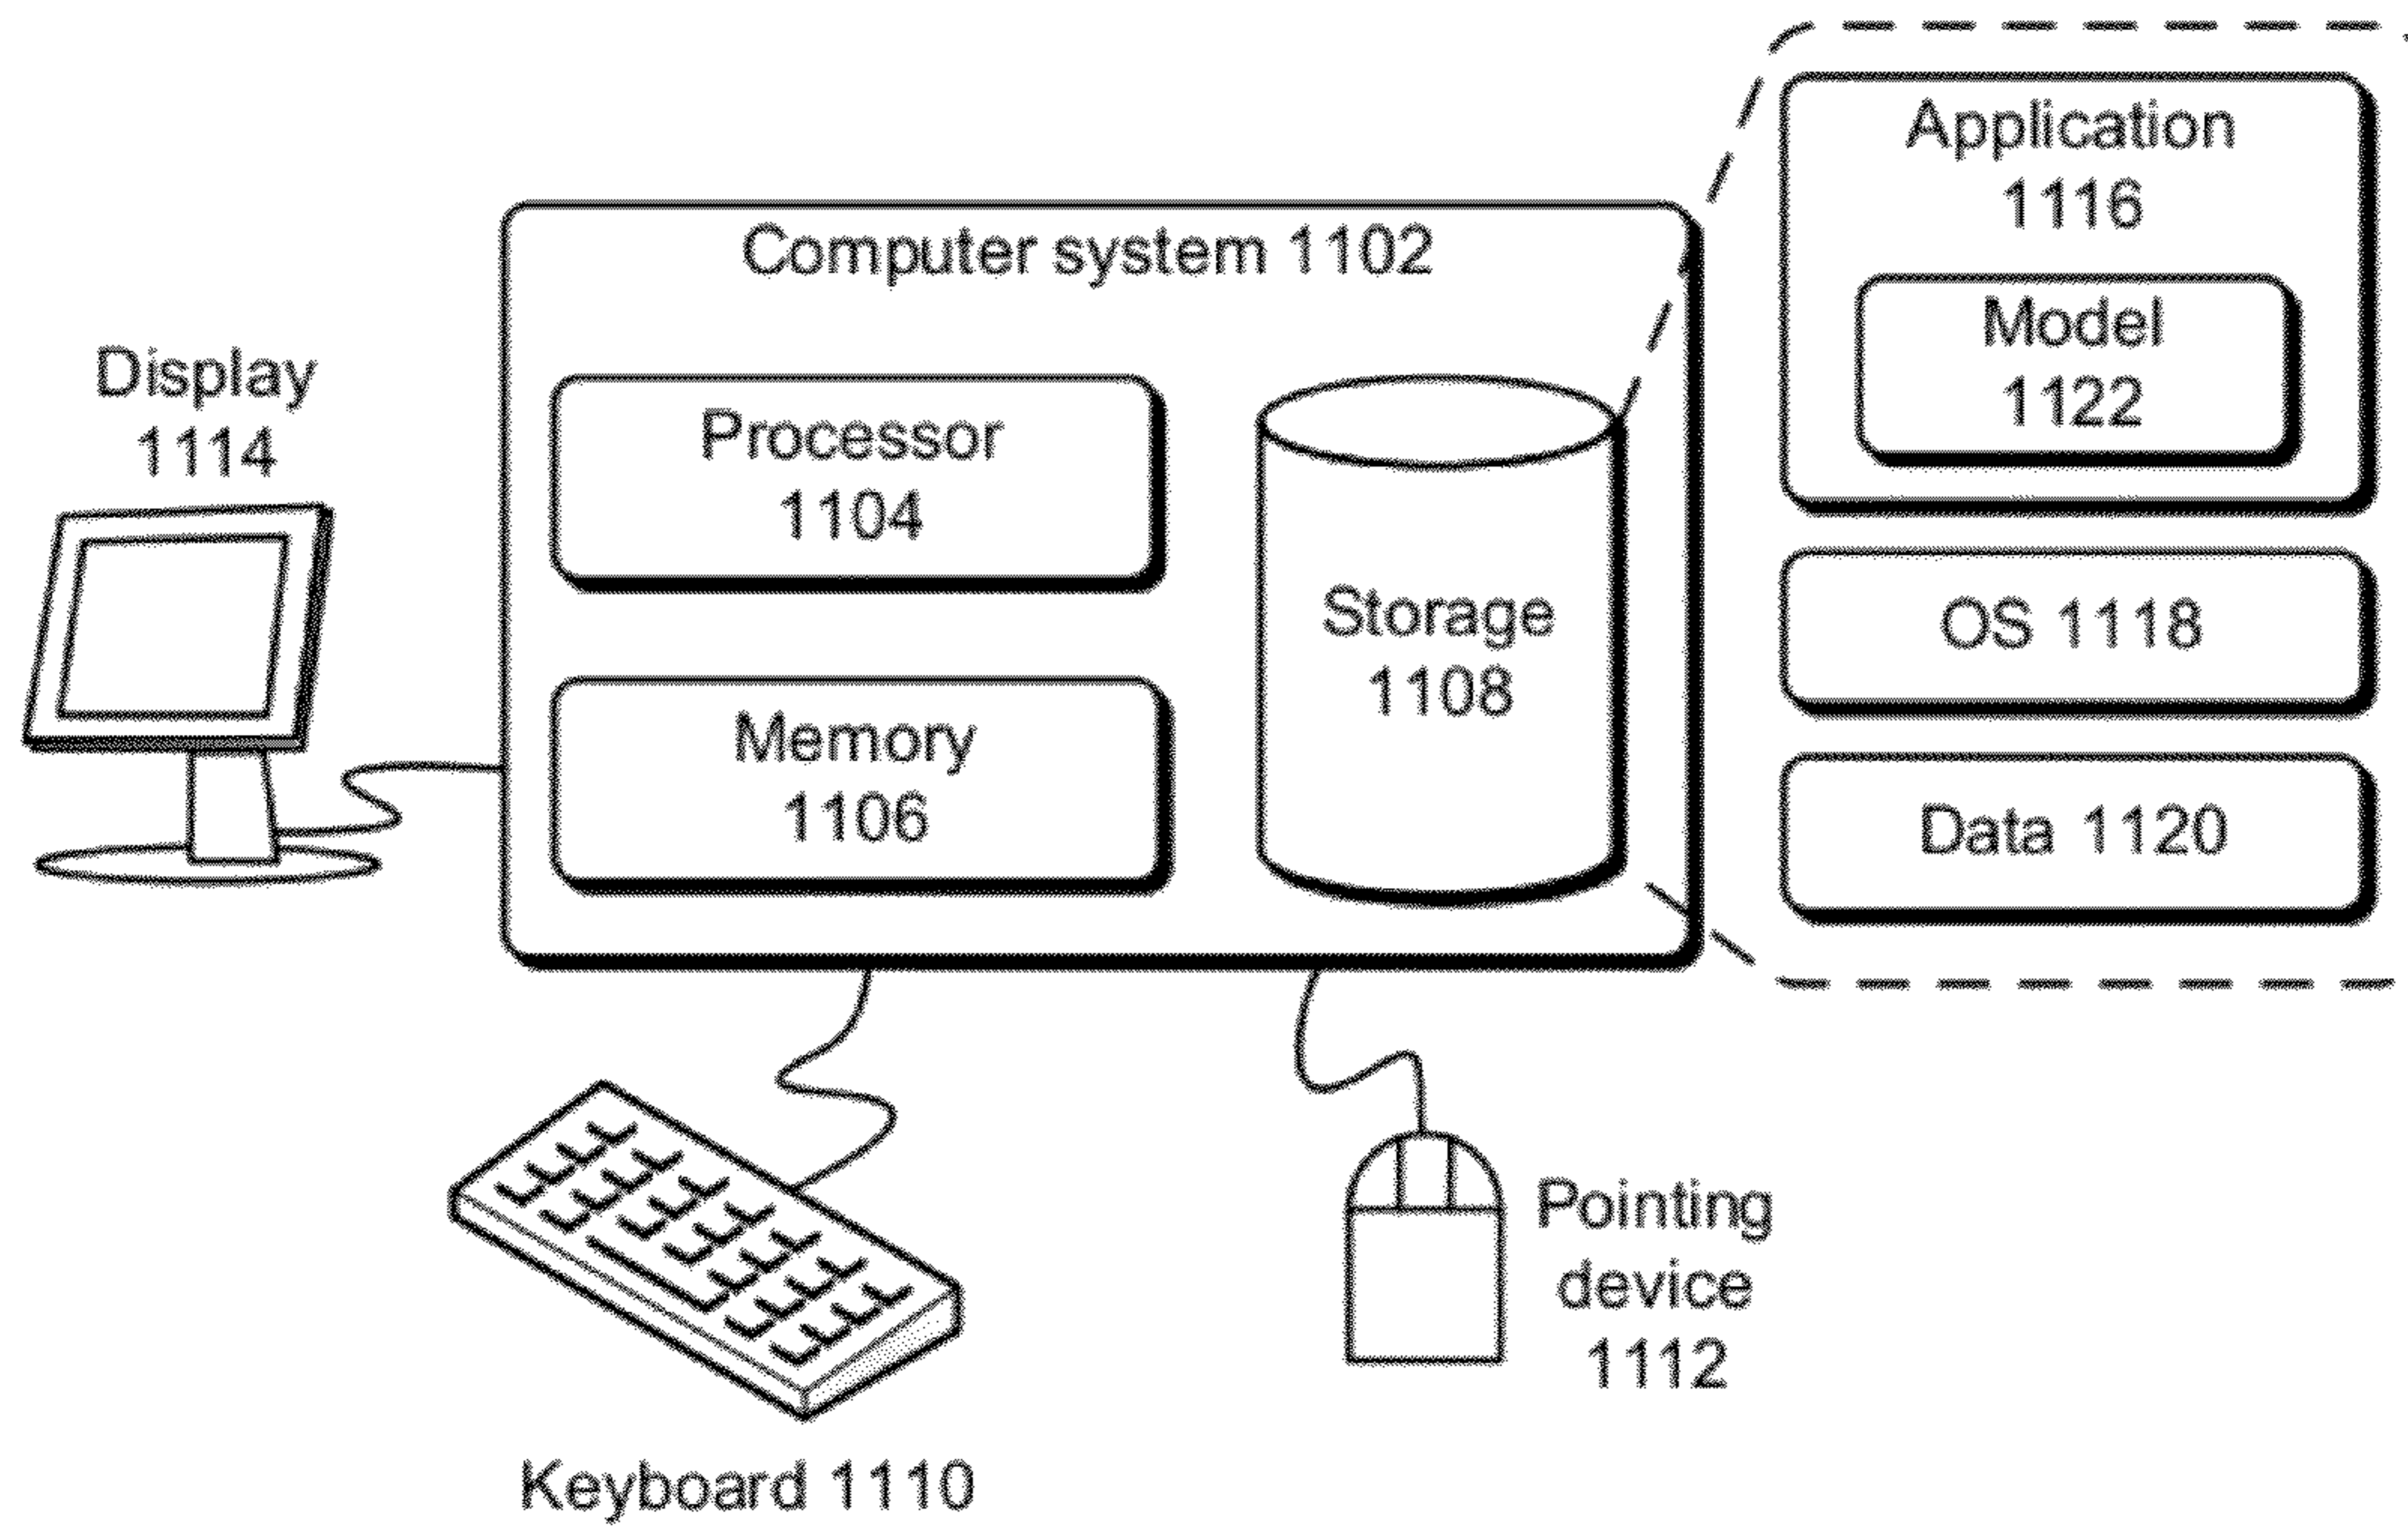 Application
1116
Model
1122
Computer system 1102
Display
1114
Processor
1104
Storage
1108
OS 1118
Memory
1106
Data 1120
Pointing
device
1112
Keyboard 1110